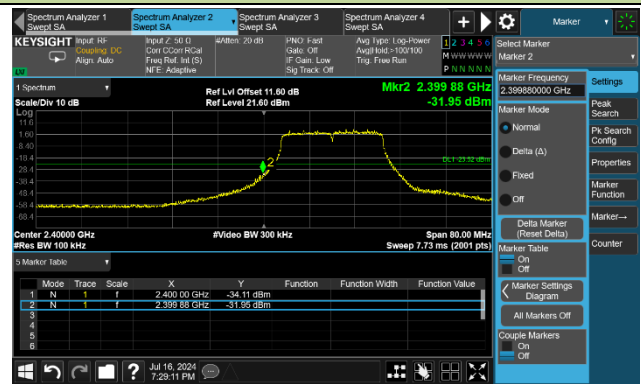 Spectrum Analyzer 1
Swept SA
Spectrum Analyzer 2
Swept SA
Spectrum Analyzer 3
Swept SA
Spectrum Analyzer 4
Swept SA
+
Marker
KEYSIGHT
Input: RF
Coupling: DC
Align: Auto
Input Z: 50 Ω
Corr CCorr RCal
Freq Ref: Int (S)
NFE: Adaptive
#Atten: 20 dB
PNO: Fast
Gate: Off
IF Gain: Low
Sig Track: Off
Avg Type: Log-Power
Avg|Hold:>100/100
Trig: Free Run
1 2 3 4 5 6
M W W W W W
P N N N N N
LU
1 Spectrum
Scale/Div 10 dB
Log
Ref Lvl Offset 11.60 dB
Ref Level 21.60 dBm
Mkr2 2.399 88 GHz
-31.95 dBm
11.6
1.60
-8.40
-18.4
-28.4
-38.4
-48.4
-58.4
-68.4
2
DL1 -23.52 dBm
Center 2.40000 GHz
#Res BW 100 kHz
#Video BW 300 kHz
Span 80.00 MHz
Sweep 7.73 ms (2001 pts)
5 Marker Table
Mode Trace Scale X Y Function Function Width Function Value
1 N 1 f 2.400 00 GHz -34.11 dBm
2 N 1 f 2.399 88 GHz -31.95 dBm
3
4
5
6
Select Marker
Marker 2
Marker Frequency
2.399880000 GHz
Marker Mode
Normal
Delta (Δ)
Fixed
Off
Delta Marker
(Reset Delta)
Marker Table
On
Off
Marker Settings
Diagram
All Markers Off
Couple Markers
On
Off
Settings
Peak
Search
Pk Search
Config
Properties
Marker
Function
Marker→
Counter
?
Jul 16, 2024
7:29:11 PM